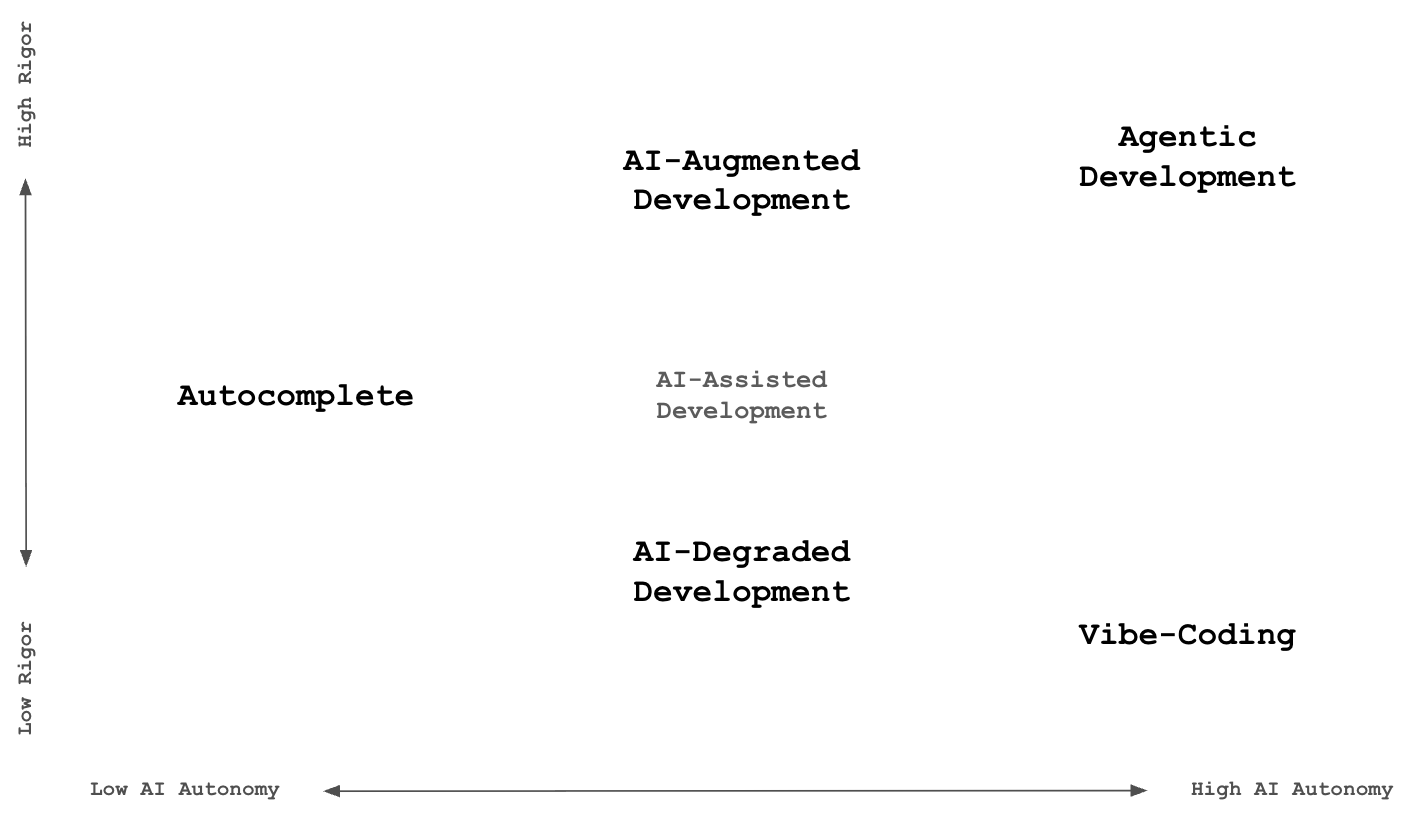 High Rigor
Agentic
Development
AI-Augmented
Development
AI-Assisted
Development
Autocomplete
AI-Degraded
Development
Vibe-Coding
Low Rigor
Low AI Autonomy
High AI Autonomy